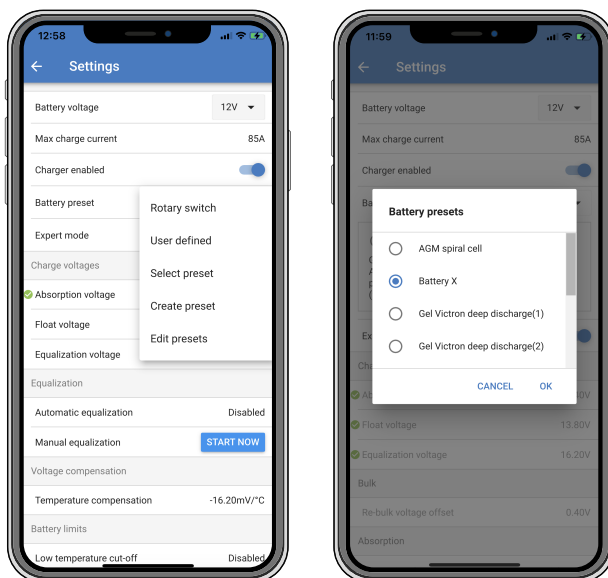 12:58
Settings
Battery voltage 12V
Max charge current 85A
Charger enabled
Battery preset
Rotary switch
Expert mode
User defined
Charge voltages
Select preset
Absorption voltage
Create preset
Float voltage
Edit presets
Equalization voltage
Equalization
Automatic equalization Disabled
Manual equalization START NOW
Voltage compensation
Temperature compensation -16.20mV/°C
Battery limits
Low temperature cut-off Disabled
11:59
Settings
Battery voltage 12V
Max charge current 85A
Charger enabled
Battery presets
AGM spiral cell
Battery X
Gel Victron deep discharge(1)
Gel Victron deep discharge(2)
CANCEL OK
Float voltage 13.80V
Equalization voltage 16.20V
Bulk
Re-bulk voltage offset 0.40V
Absorption